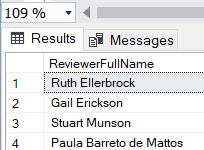 109 %
Results Messages
ReviewerFullName
1 Ruth Ellerbrock
2 Gail Erickson
3 Stuart Munson
4 Paula Barreto de Mattos